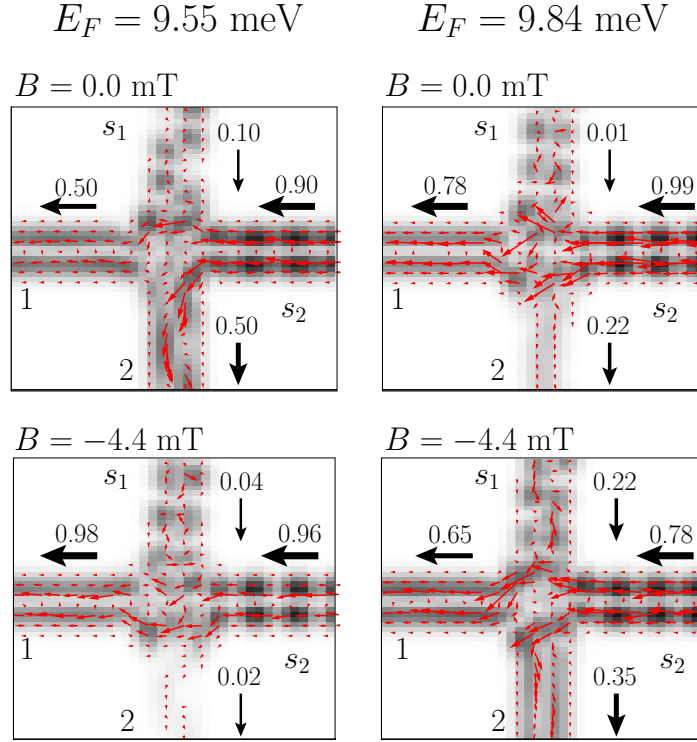 E_F = 9.55 meV
E_F = 9.84 meV
B = 0.0 mT
B = 0.0 mT
s_1 0.10
0.50 0.90
1 s_2
2 0.50
s_1 0.01
0.78 0.99
1 s_2
2 0.22
B = −4.4 mT
B = −4.4 mT
s_1 0.04
0.98 0.96
1 s_2
2 0.02
s_1 0.22
0.65 0.78
1 s_2
2 0.35